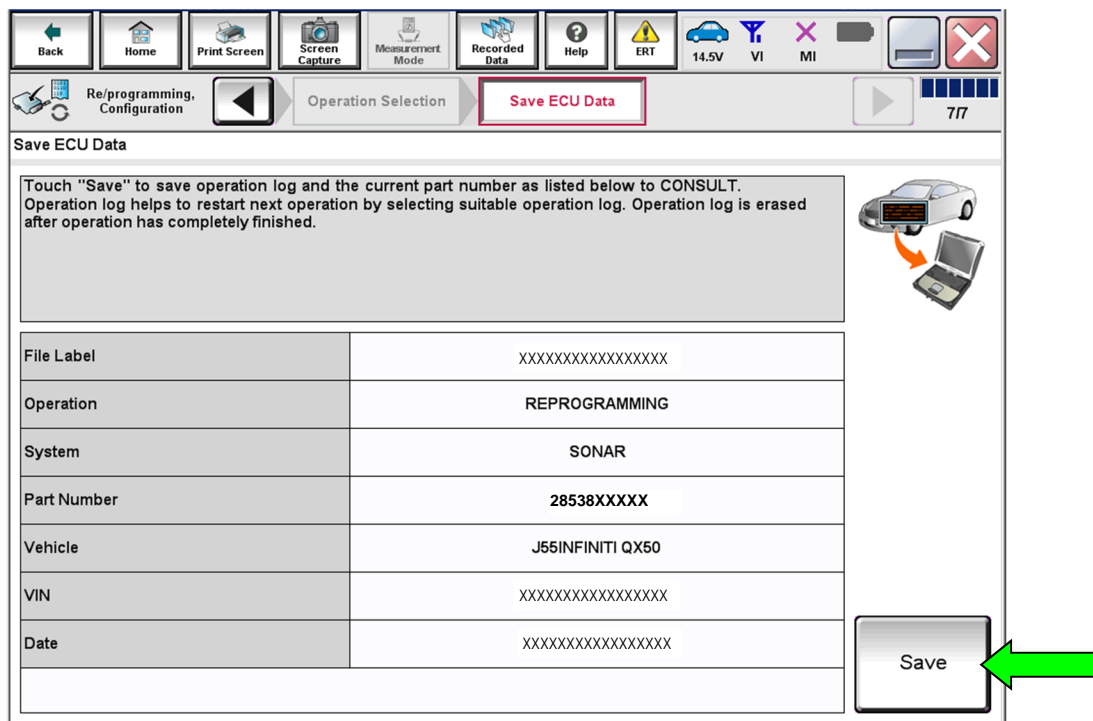 Back
Home
Print Screen
Screen
Capture
Measurement
Mode
Recorded
Data
Help
ERT
14.5V
VI
MI
Re/programming,
Configuration
Operation Selection
Save ECU Data
7/7
Save ECU Data
Touch "Save" to save operation log and the current part number as listed below to CONSULT.
Operation log helps to restart next operation by selecting suitable operation log. Operation log is erased
after operation has completely finished.
File Label XXXXXXXXXXXXXXXXX
Operation REPROGRAMMING
System SONAR
Part Number 28538XXXXX
Vehicle J55INFINITI QX50
VIN XXXXXXXXXXXXXXXXX
Date XXXXXXXXXXXXXXXXX
Save